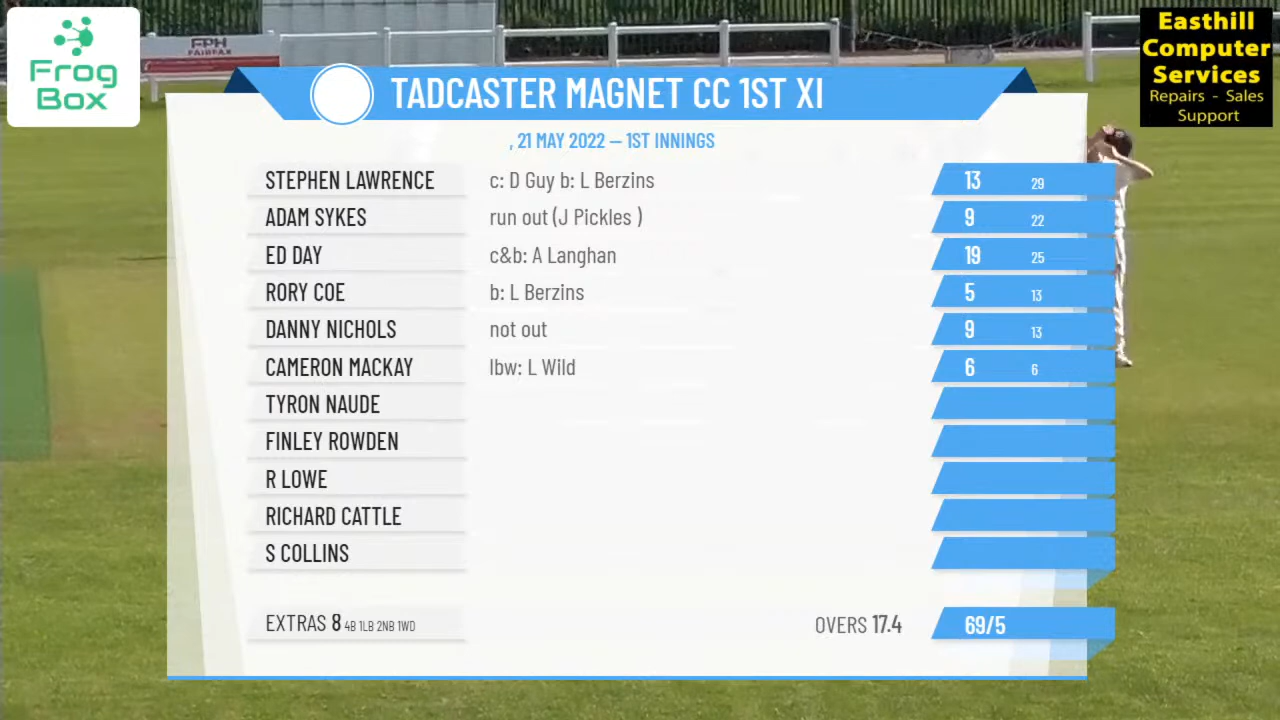 Frog
Box
FPH
FAIRFAX
Easthill
Computer
Services
Repairs - Sales
Support
TADCASTER MAGNET CC 1ST XI
, 21 MAY 2022 – 1ST INNINGS
STEPHEN LAWRENCE c: D Guy b: L Berzins 13 29
ADAM SYKES run out (J Pickles ) 9 22
ED DAY c&b: A Langhan 19 25
RORY COE b: L Berzins 5 13
DANNY NICHOLS not out 9 13
CAMERON MACKAY lbw: L Wild 6 6
TYRON NAUDE
FINLEY ROWDEN
R LOWE
RICHARD CATTLE
S COLLINS
EXTRAS 8 4B 1LB 2NB 1WD OVERS 17.4 69/5